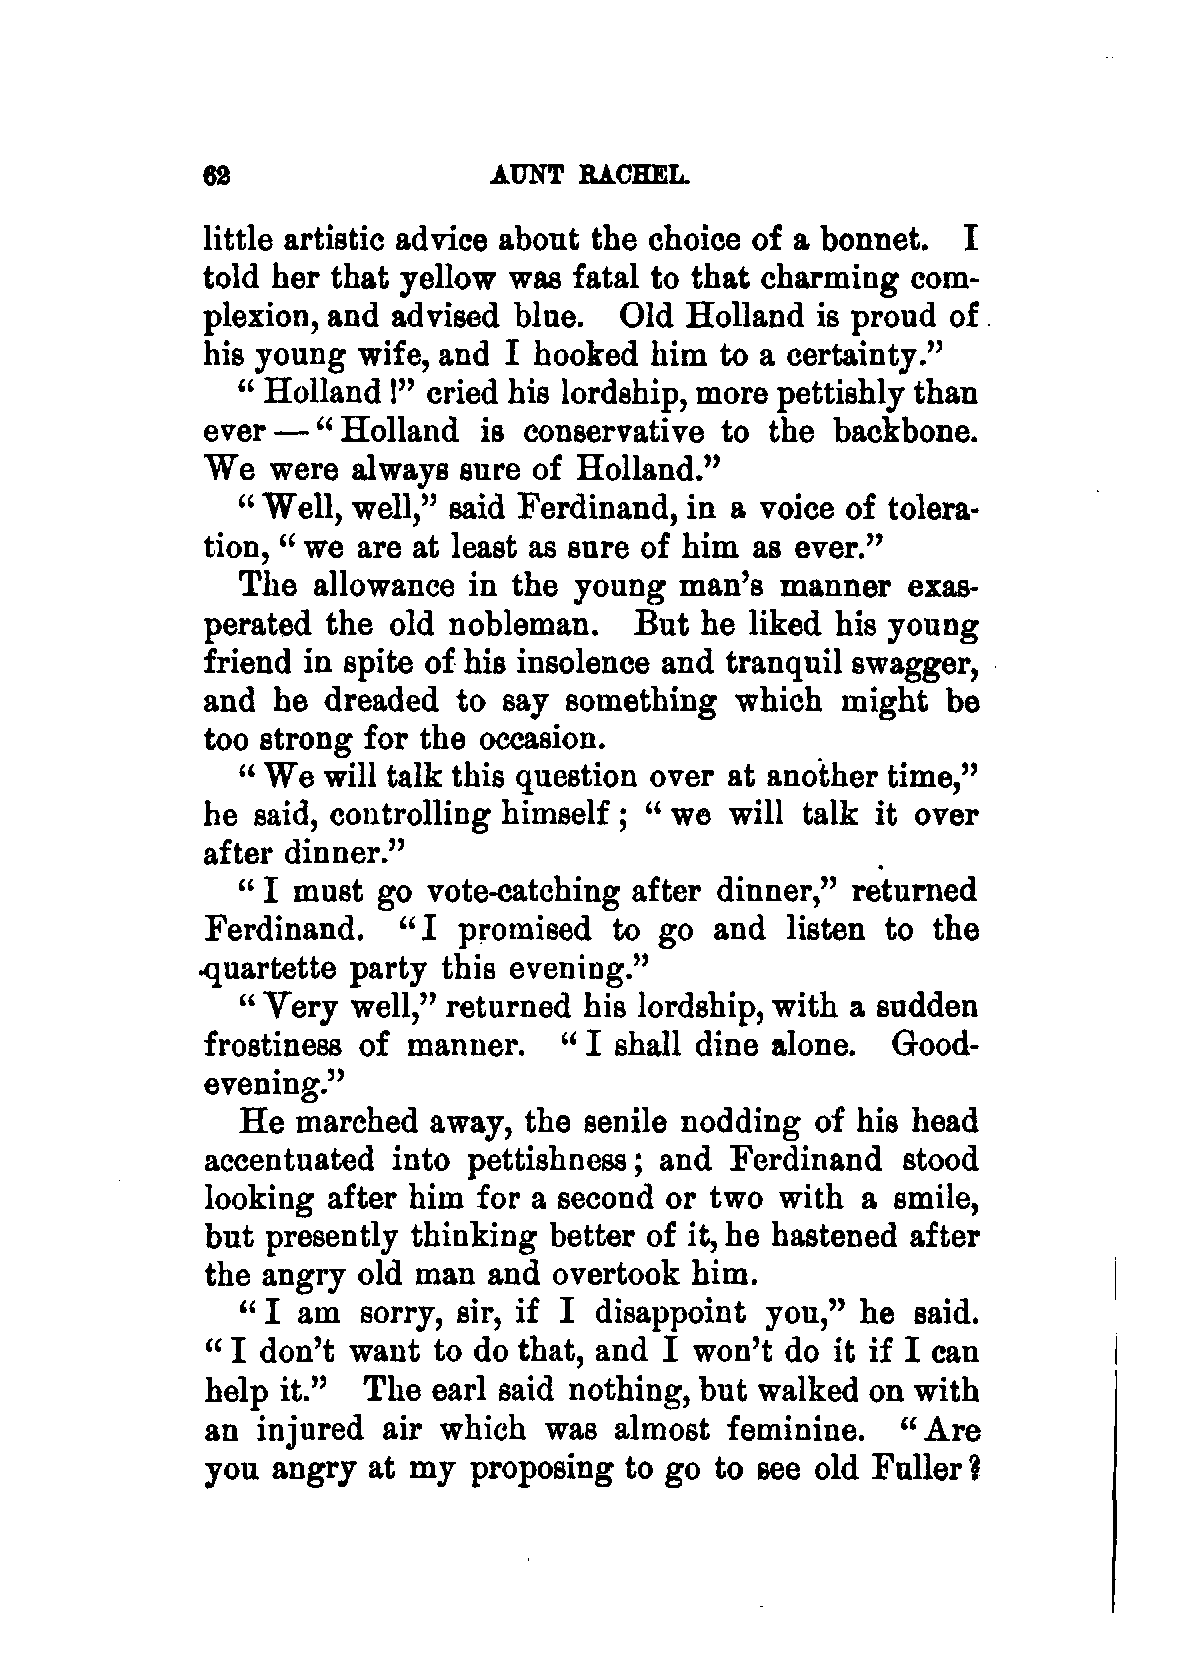 62 AUNT RACHEL.
little artistic advice about the choice of a bonnet. I
told her that yellow was fatal to that charming com-
plexion, and advised blue. Old Holland is proud of
his young wife, and I hooked him to a certainty.”
“ Holland !” cried his lordship, more pettishly than
ever — “ Holland is conservative to the backbone.
We were always sure of Holland.”
“ Well, well,” said Ferdinand, in a voice of tolera-
tion, “ we are at least as sure of him as ever.”
The allowance in the young man’s manner exas-
perated the old nobleman. But he liked his young
friend in spite of his insolence and tranquil swagger,
and he dreaded to say something which might be
too strong for the occasion.
“ We will talk this question over at another time,”
he said, controlling himself ; “ we will talk it over
after dinner.”
“ I must go vote-catching after dinner,” returned
Ferdinand. “ I promised to go and listen to the
quartette party this evening.”
“ Very well,” returned his lordship, with a sudden
frostiness of manner. “ I shall dine alone. Good-
evening.”
He marched away, the senile nodding of his head
accentuated into pettishness ; and Ferdinand stood
looking after him for a second or two with a smile,
but presently thinking better of it, he hastened after
the angry old man and overtook him.
“ I am sorry, sir, if I disappoint you,” he said.
“ I don’t want to do that, and I won’t do it if I can
help it.” The earl said nothing, but walked on with
an injured air which was almost feminine. “ Are
you angry at my proposing to go to see old Fuller ?